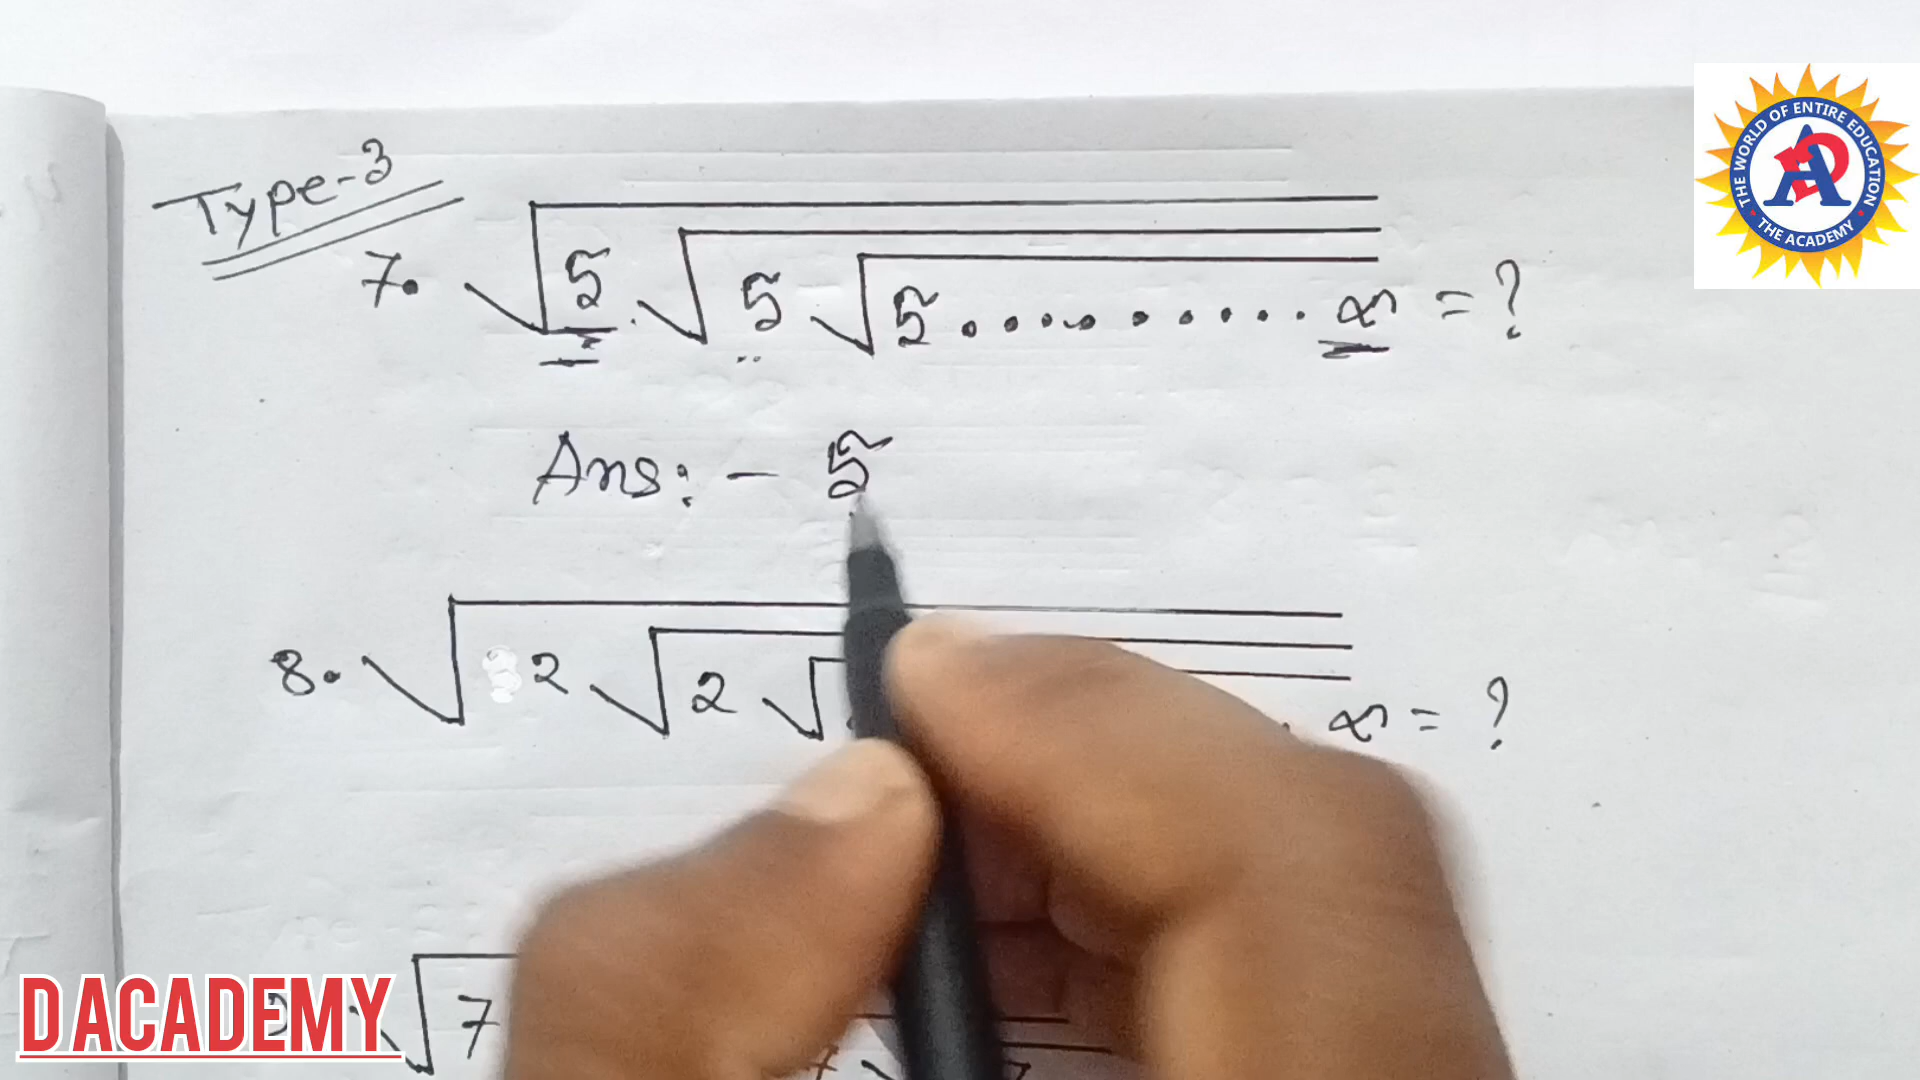 Type-3
7. √5.√5√5.......... ∞ = ?
Ans:- 5
8. √2√2√ . ∞ = ?
√7
D ACADEMY
THE WORLD OF ENTIRE EDUCATION
THE ACADEMY